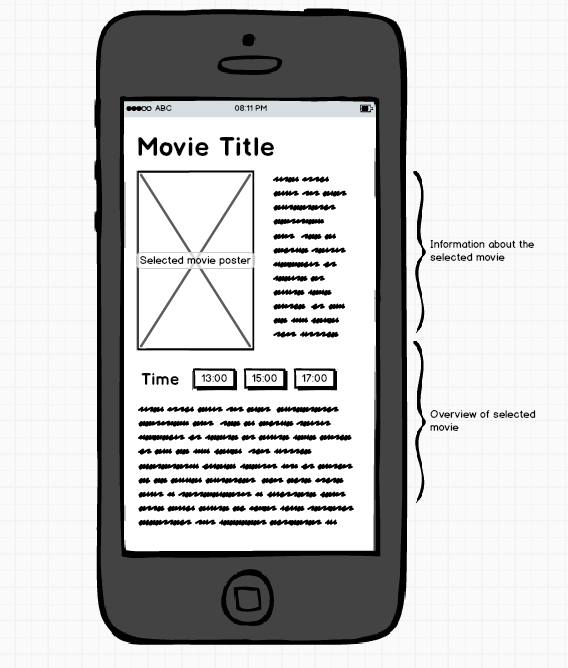 ABC 08:11 PM
Movie Title
Selected movie poster
Time 13:00 15:00 17:00
Information about the
selected movie
Overview of selected
movie